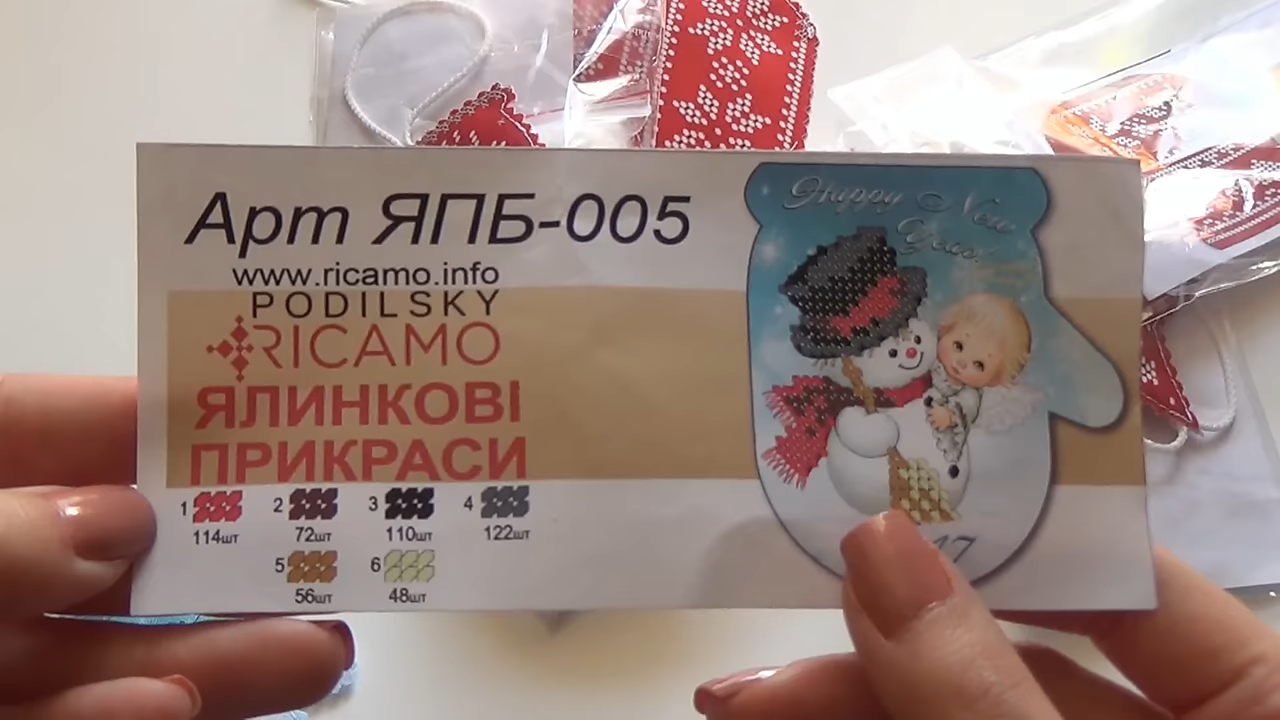 Арт ЯПБ-005
www.ricamo.info
PODILSKY
RICAMO
ЯЛИНКОВІ
ПРИКРАСИ
1 2 3 4
114шт 72шт 110шт 122шт
5 6
56шт 48шт
Happy New
Year!
17